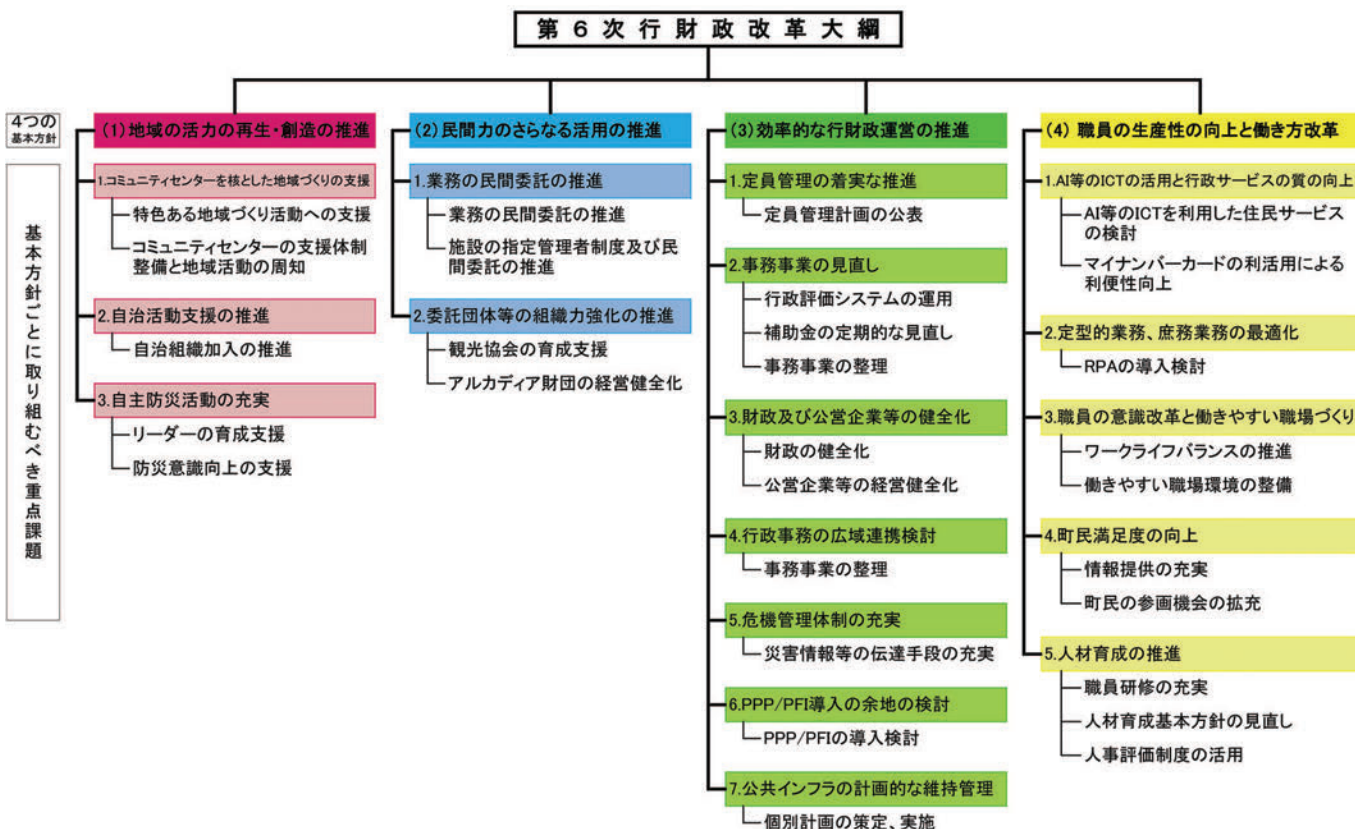 第６次行財政改革大綱
4つの
基本方針
基本方針ごとに取り組むべき重点課題
(1)地域の活力の再生・創造の推進
1.コミュニティセンターを核とした地域づくりの支援
特色ある地域づくり活動への支援
コミュニティセンターの支援体制
整備と地域活動の周知
2.自治活動支援の推進
自治組織加入の推進
3.自主防災活動の充実
リーダーの育成支援
防災意識向上の支援
(2)民間力のさらなる活用の推進
1.業務の民間委託の推進
業務の民間委託の推進
施設の指定管理者制度及び民
間委託の推進
2.委託団体等の組織力強化の推進
観光協会の育成支援
アルカディア財団の経営健全化
(3)効率的な行財政運営の推進
1.定員管理の着実な推進
定員管理計画の公表
2.事務事業の見直し
行政評価システムの運用
補助金の定期的な見直し
事務事業の整理
3.財政及び公営企業等の健全化
財政の健全化
公営企業等の経営健全化
4.行政事務の広域連携検討
事務事業の整理
5.危機管理体制の充実
災害情報等の伝達手段の充実
6.PPP/PFI導入の余地の検討
PPP/PFIの導入検討
7.公共インフラの計画的な維持管理
個別計画の策定、実施
(4) 職員の生産性の向上と働き方改革
1.AI等のICTの活用と行政サービスの質の向上
AI等のICTを利用した住民サービス
の検討
マイナンバーカードの利活用による
利便性向上
2.定型的業務、庶務業務の最適化
RPAの導入検討
3.職員の意識改革と働きやすい職場づくり
ワークライフバランスの推進
働きやすい職場環境の整備
4.町民満足度の向上
情報提供の充実
町民の参画機会の拡充
5.人材育成の推進
職員研修の充実
人材育成基本方針の見直し
人事評価制度の活用